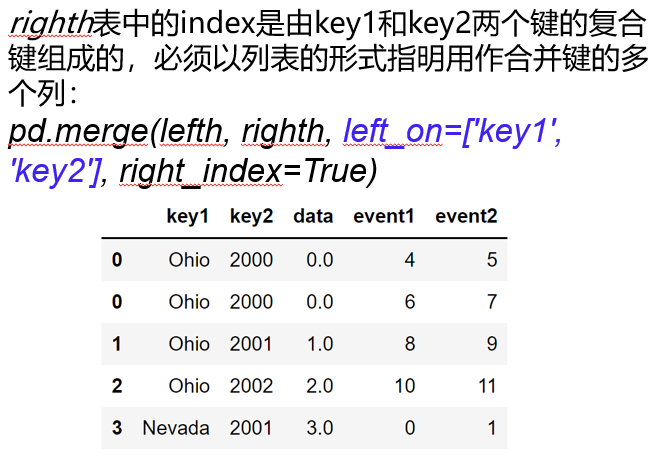 righth表中的index是由key1和key2两个键的复合
键组成的，必须以列表的形式指明用作合并键的多
个列：
pd.merge(lefth, righth, left_on=['key1',
'key2'], right_index=True)
key1 key2 data event1 event2
0 Ohio 2000 0.0 4 5
0 Ohio 2000 0.0 6 7
1 Ohio 2001 1.0 8 9
2 Ohio 2002 2.0 10 11
3 Nevada 2001 3.0 0 1